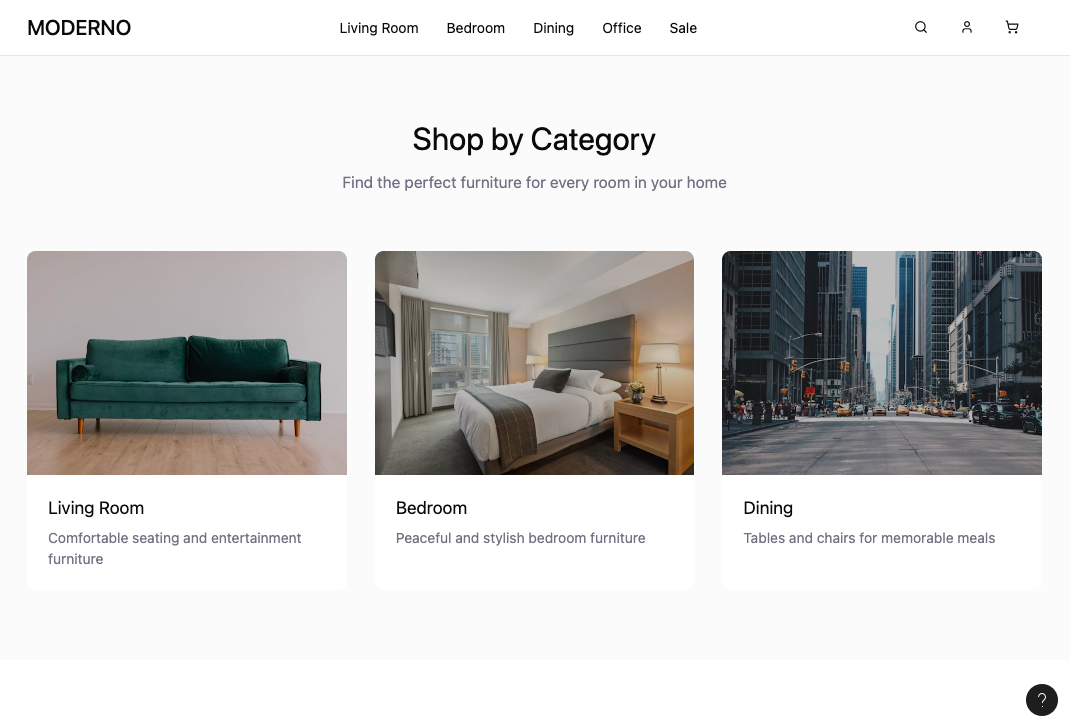 MODERNO
Living Room
Bedroom
Dining
Office
Sale
Shop by Category
Find the perfect furniture for every room in your home
Living Room
Comfortable seating and entertainment
furniture
Bedroom
Peaceful and stylish bedroom furniture
Dining
Tables and chairs for memorable meals
?